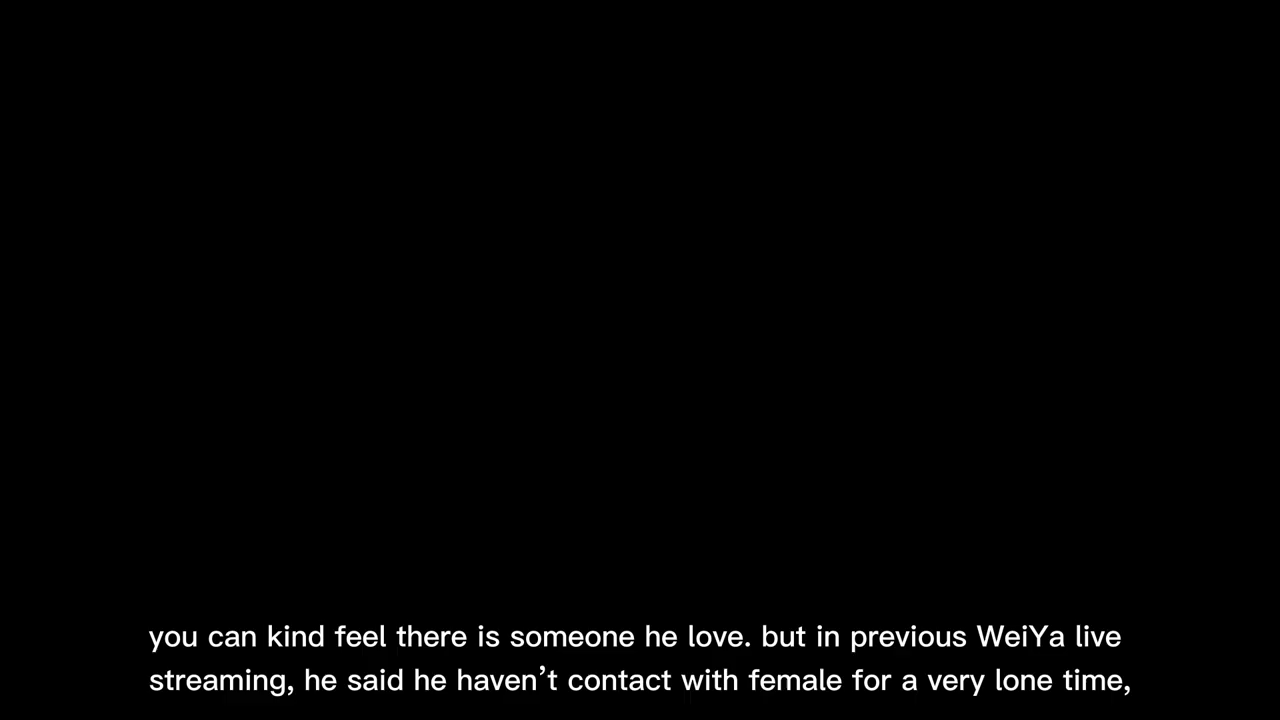 you can kind feel there is someone he love. but in previous WeiYa live
streaming, he said he haven’t contact with female for a very lone time,